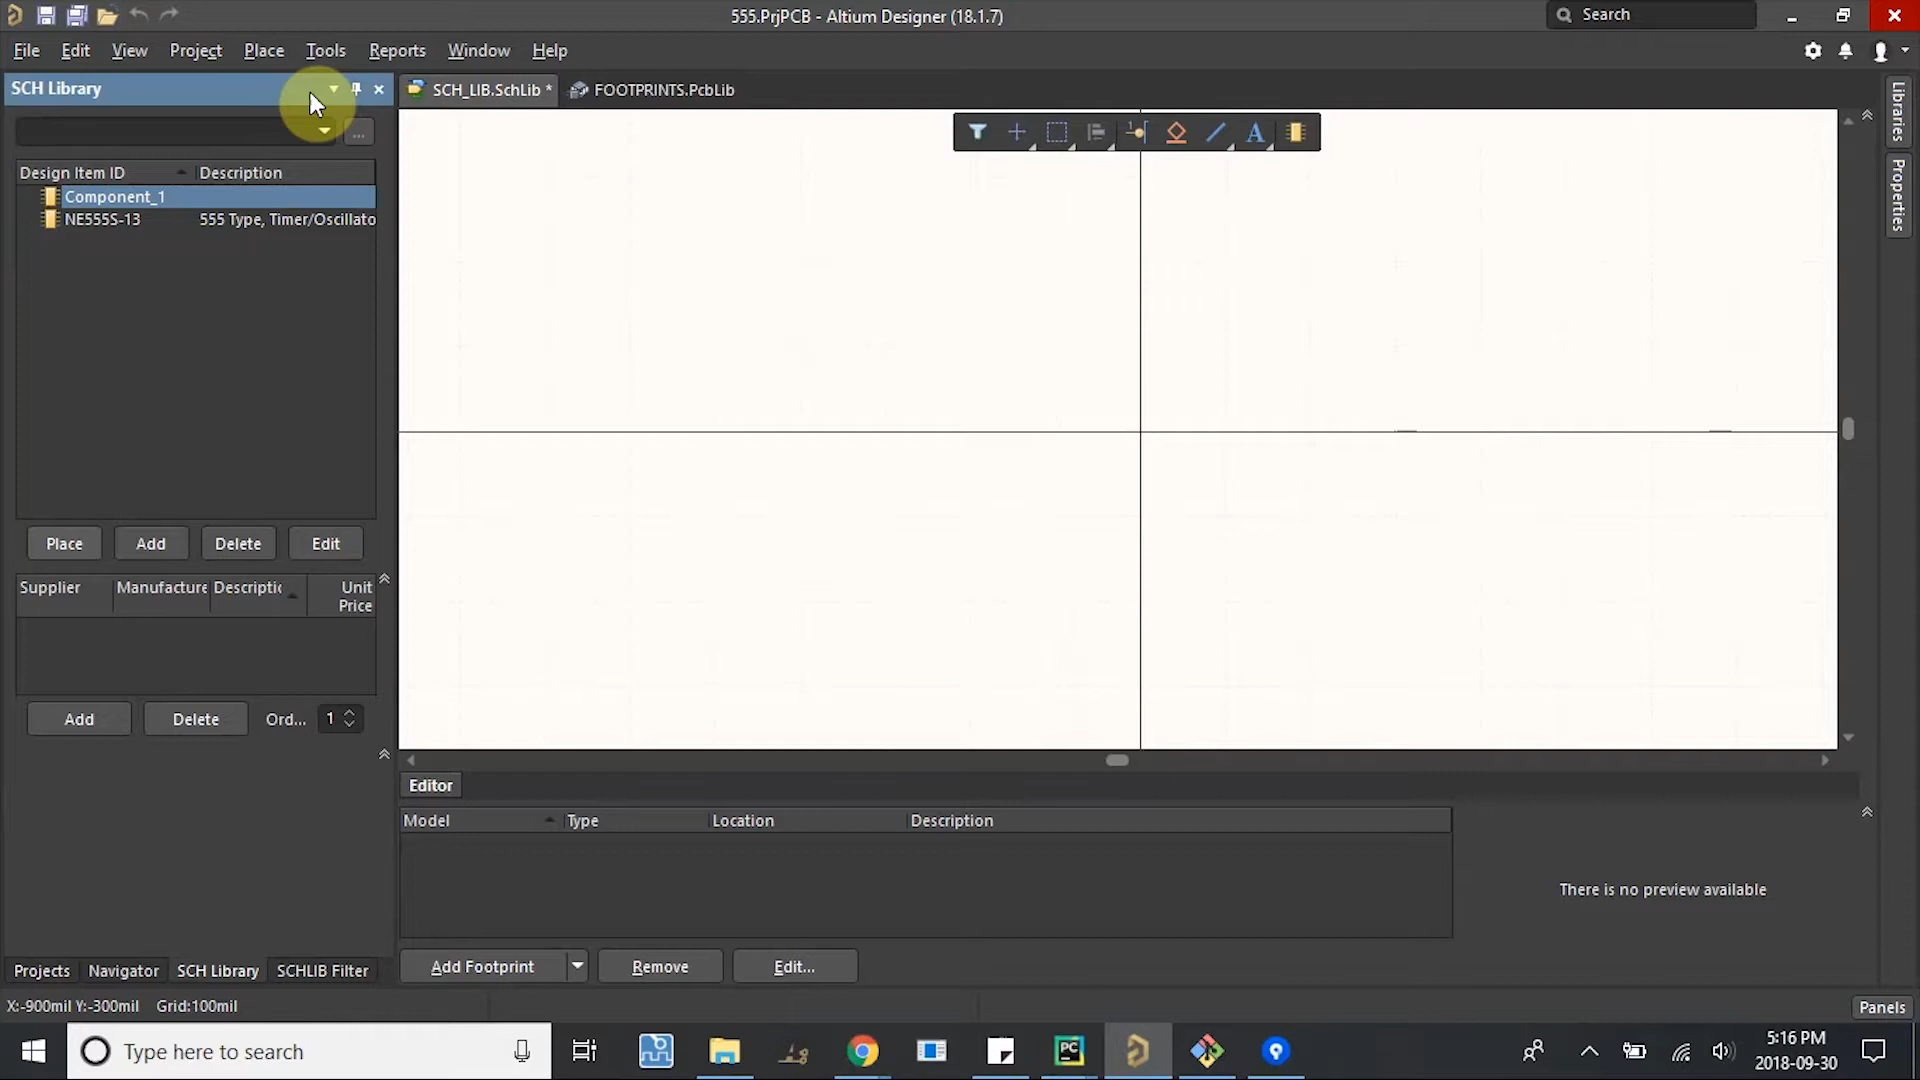 555.PrjPCB - Altium Designer (18.1.7)
Search
File Edit View Project Place Tools Reports Window Help
SCH Library
SCH_LIB.SchLib *
FOOTPRINTS.PcbLib
...
Design Item ID Description
Component_1
NE555S-13 555 Type, Timer/Oscillato
Place Add Delete Edit
Supplier Manufacture Descriptic Unit Price
Add Delete Ord... 1
Libraries
Properties
A
Editor
Model Type Location Description
There is no preview available
Add Footprint Remove Edit...
Projects Navigator SCH Library SCHLIB Filter
X:-900mil Y:-300mil Grid:100mil
Panels
Type here to search
PC
5:16 PM
2018-09-30